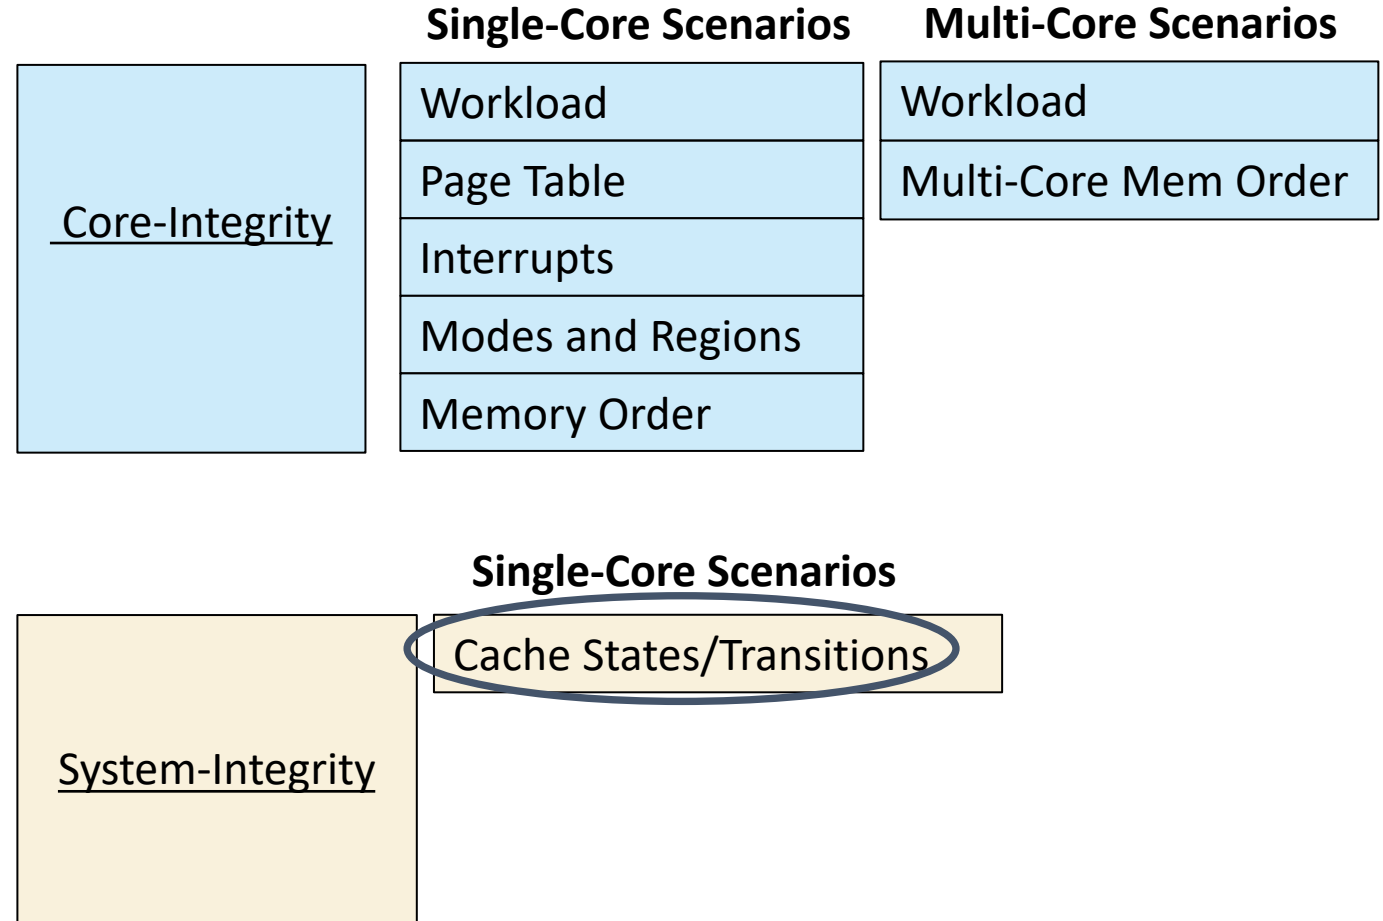 Single-Core Scenarios
Multi-Core Scenarios
Core-Integrity
Workload
Page Table
Interrupts
Modes and Regions
Memory Order
Workload
Multi-Core Mem Order
Single-Core Scenarios
System-Integrity
Cache States/Transitions